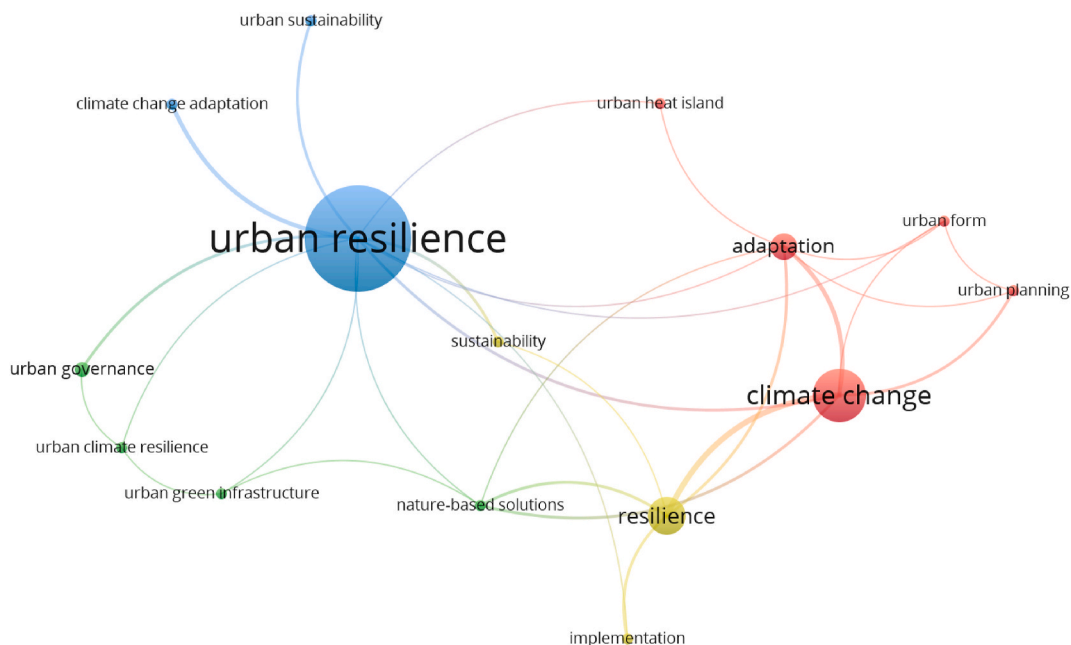 urban sustainability
climate change adaptation
urban heat island
urban resilience
urban form
adaptation
urban planning
sustainability
urban governance
climate change
urban climate resilience
urban green infrastructure
nature-based solutions
resilience
implementation